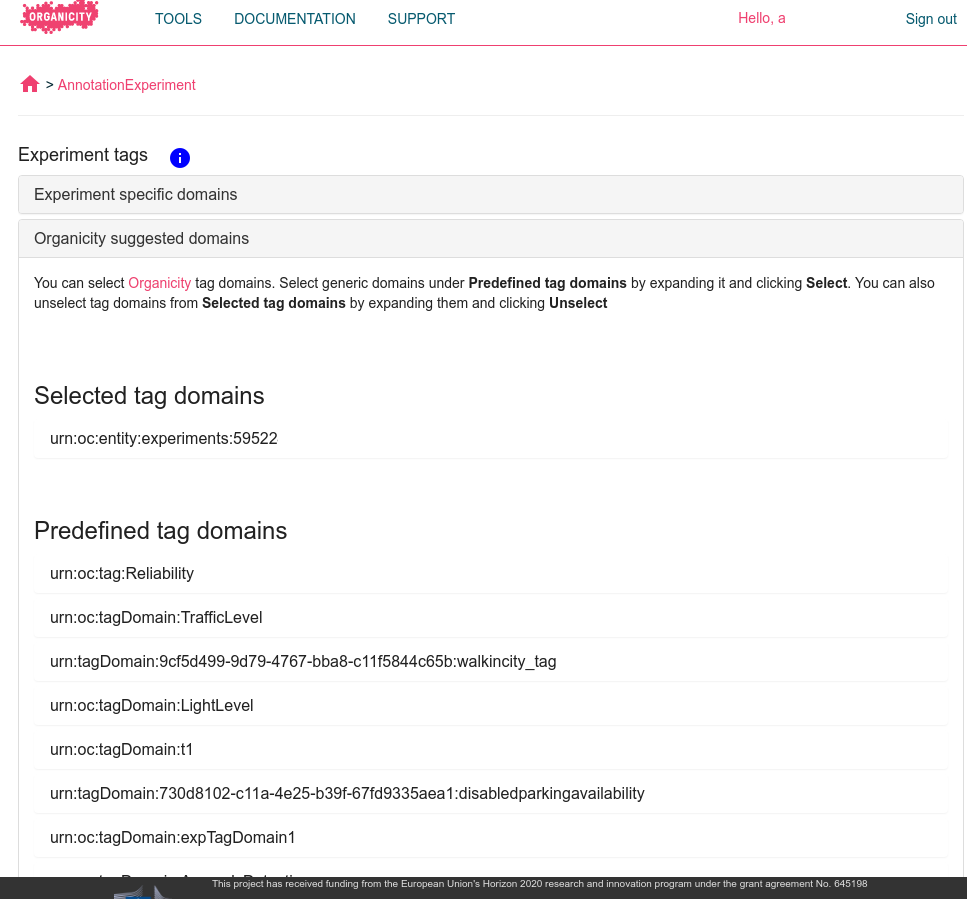 ORGANICITY TOOLS DOCUMENTATION SUPPORT Hello, a Sign out
> AnnotationExperiment
Experiment tags
Experiment specific domains
Organicity suggested domains
You can select Organicity tag domains. Select generic domains under Predefined tag domains by expanding it and clicking Select. You can also
unselect tag domains from Selected tag domains by expanding them and clicking Unselect
Selected tag domains
urn:oc:entity:experiments:59522
Predefined tag domains
urn:oc:tag:Reliability
urn:oc:tagDomain:TrafficLevel
urn:tagDomain:9cf5d499-9d79-4767-bba8-c11f5844c65b:walkincity_tag
urn:oc:tagDomain:LightLevel
urn:oc:tagDomain:t1
urn:tagDomain:730d8102-c11a-4e25-b39f-67fd9335aea1:disabledparkingavailability
urn:oc:tagDomain:expTagDomain1
This project has received funding from the European Union's Horizon 2020 research and innovation program under the grant agreement No. 645198